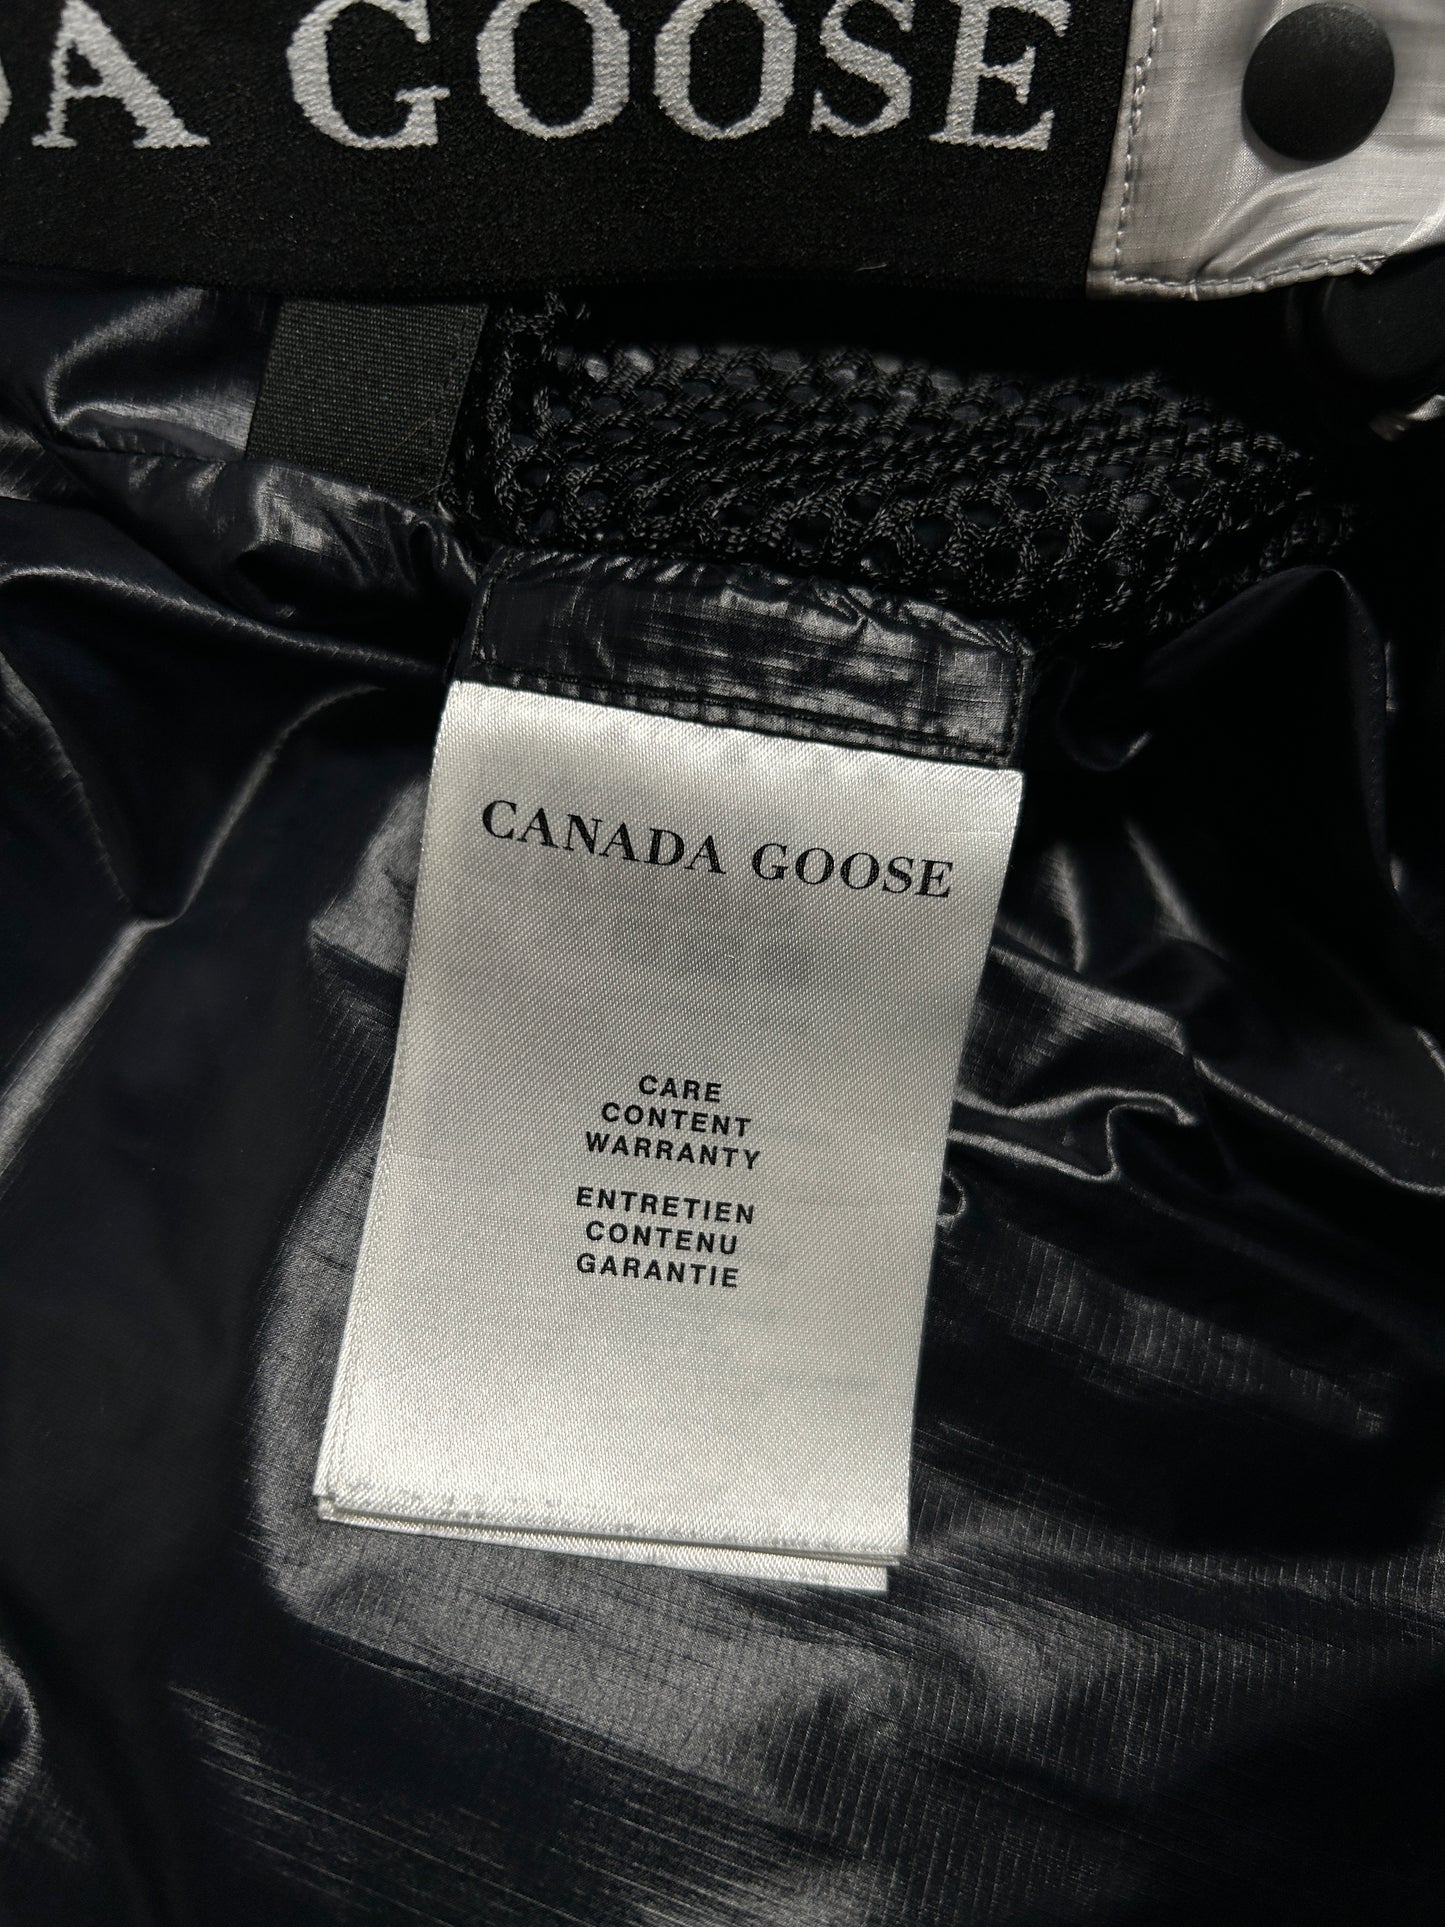 DA GOOSE
CANADA GOOSE
CARE
CONTENT
WARRANTY
ENTRETIEN
CONTENU
GARANTIE